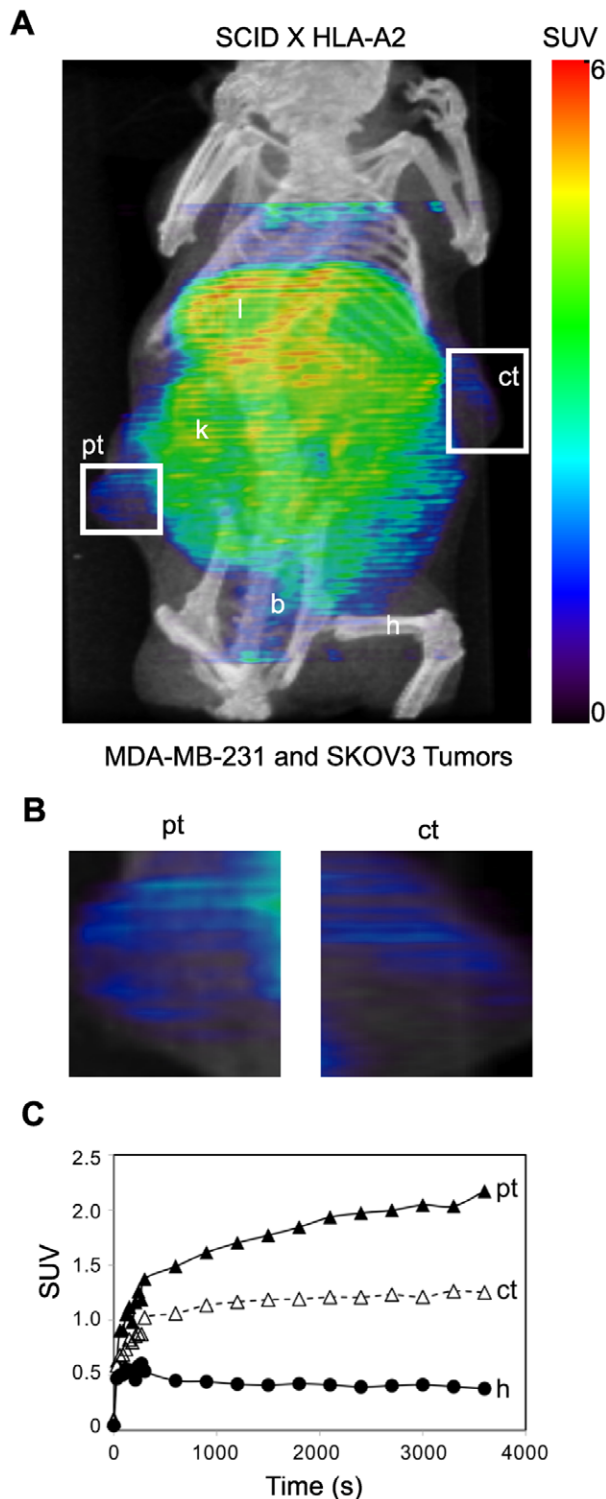 A
SCID X HLA-A2
SUV
6
l
ct
k
pt
b
h
0
MDA-MB-231 and SKOV3 Tumors
B
pt
ct
C
2.5
2.0
1.5
1.0
0.5
0
SUV
pt
ct
h
0
1000
2000
3000
4000
Time (s)